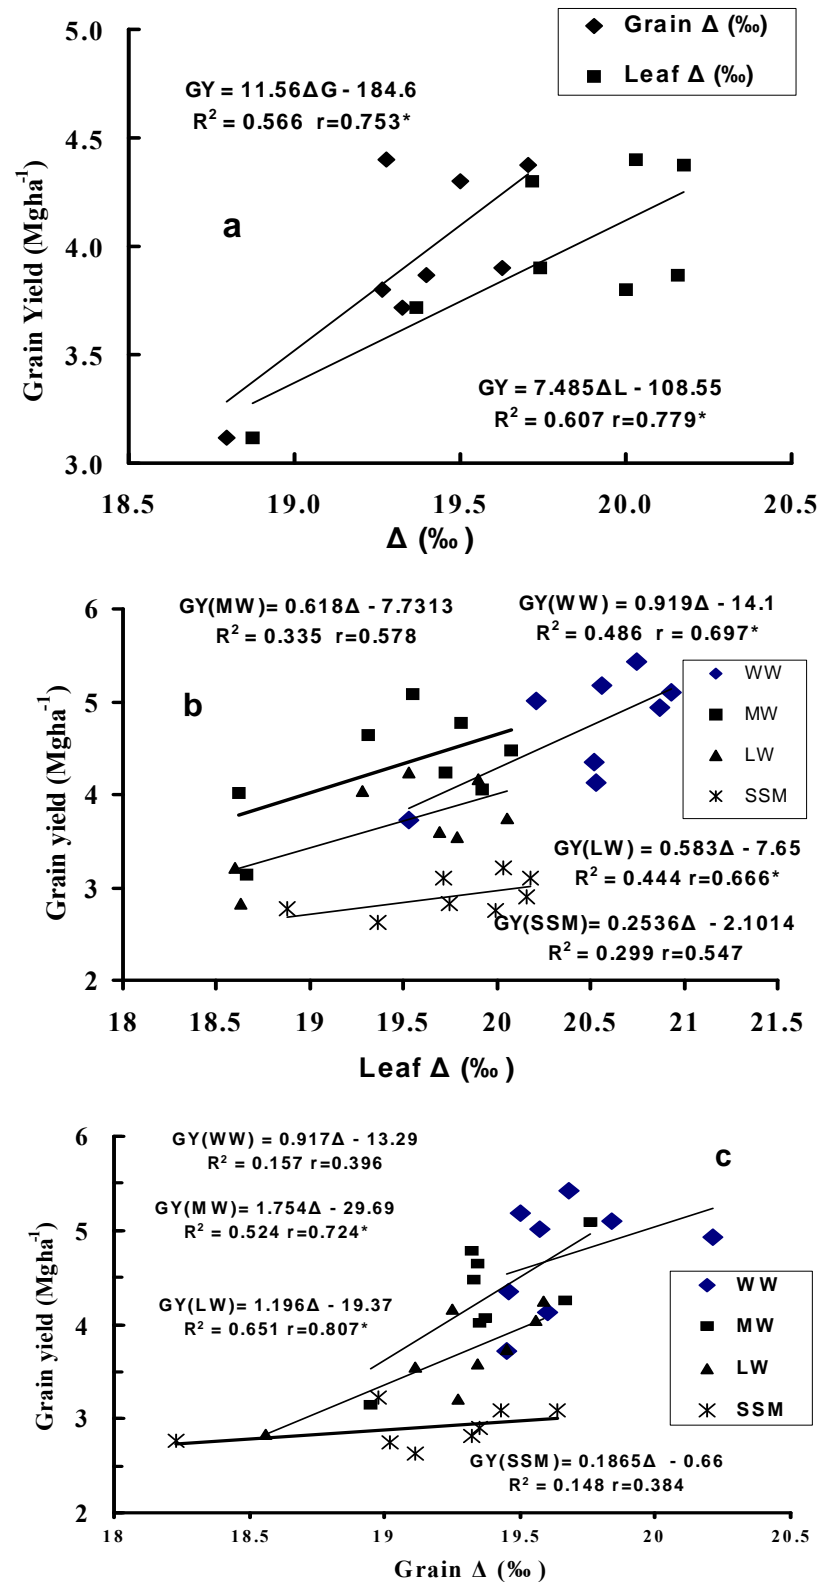 5.0
Grain Δ (‰)
Leaf Δ (‰)
GY = 11.56ΔG - 184.6
R² = 0.566 r=0.753*
4.5
a
4.0
Grain Yield (Mgha⁻¹)
3.5
GY = 7.485ΔL - 108.55
R² = 0.607 r=0.779*
3.0
18.5 19.0 19.5 20.0 20.5
Δ (‰)
GY(MW)= 0.618Δ - 7.7313
R² = 0.335 r=0.578
GY(WW) = 0.919Δ - 14.1
R² = 0.486 r = 0.697*
6
b
WW
MW
LW
SSM
5
4
Grain yield (Mgha⁻¹)
GY(LW) = 0.583Δ - 7.65
R² = 0.444 r=0.666*
3
GY(SSM)= 0.2536Δ - 2.1014
R² = 0.299 r=0.547
2
18 18.5 19 19.5 20 20.5 21 21.5
Leaf Δ (‰)
6
GY(WW) = 0.917Δ - 13.29
R² = 0.157 r=0.396
c
GY(MW)= 1.754Δ - 29.69
R² = 0.524 r=0.724*
5
GY(LW)= 1.196Δ - 19.37
R² = 0.651 r=0.807*
WW
MW
LW
SSM
4
Grain yield (Mgha⁻¹)
3
GY(SSM)= 0.1865Δ - 0.66
R² = 0.148 r=0.384
2
18 18.5 19 19.5 20 20.5
Grain Δ (‰)